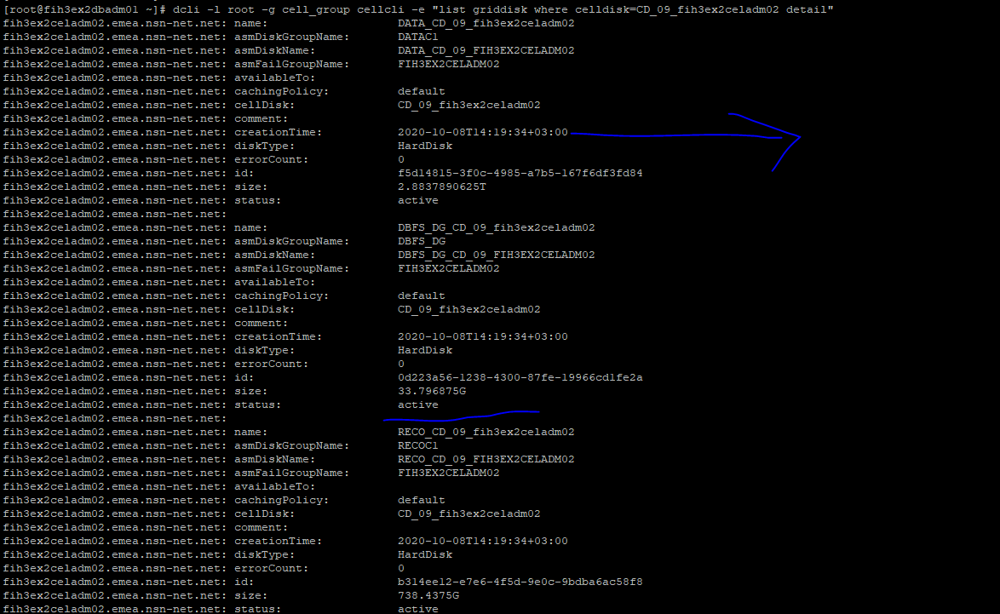 [root@fih3ex2dbadm01 ~]# dcli -l root -g cell_group cellcli -e "list griddisk where celldisk=CD_09_fih3ex2celadm02 detail"
fih3ex2celadm02.emea.nsn-net.net: name: DATA_CD_09_fih3ex2celadm02
fih3ex2celadm02.emea.nsn-net.net: asmDiskGroupName: DATAC1
fih3ex2celadm02.emea.nsn-net.net: asmDiskName: DATA_CD_09_FIH3EX2CELADM02
fih3ex2celadm02.emea.nsn-net.net: asmFailGroupName: FIH3EX2CELADM02
fih3ex2celadm02.emea.nsn-net.net: availableTo:
fih3ex2celadm02.emea.nsn-net.net: cachingPolicy: default
fih3ex2celadm02.emea.nsn-net.net: cellDisk: CD_09_fih3ex2celadm02
fih3ex2celadm02.emea.nsn-net.net: comment:
fih3ex2celadm02.emea.nsn-net.net: creationTime: 2020-10-08T14:19:34+03:00
fih3ex2celadm02.emea.nsn-net.net: diskType: HardDisk
fih3ex2celadm02.emea.nsn-net.net: errorCount: 0
fih3ex2celadm02.emea.nsn-net.net: id: f5d14815-3f0c-4985-a7b5-167f6df3fd84
fih3ex2celadm02.emea.nsn-net.net: size: 2.8837890625T
fih3ex2celadm02.emea.nsn-net.net: status: active
fih3ex2celadm02.emea.nsn-net.net:
fih3ex2celadm02.emea.nsn-net.net: name: DBFS_DG_CD_09_fih3ex2celadm02
fih3ex2celadm02.emea.nsn-net.net: asmDiskGroupName: DBFS_DG
fih3ex2celadm02.emea.nsn-net.net: asmDiskName: DBFS_DG_CD_09_FIH3EX2CELADM02
fih3ex2celadm02.emea.nsn-net.net: asmFailGroupName: FIH3EX2CELADM02
fih3ex2celadm02.emea.nsn-net.net: availableTo:
fih3ex2celadm02.emea.nsn-net.net: cachingPolicy: default
fih3ex2celadm02.emea.nsn-net.net: cellDisk: CD_09_fih3ex2celadm02
fih3ex2celadm02.emea.nsn-net.net: comment:
fih3ex2celadm02.emea.nsn-net.net: creationTime: 2020-10-08T14:19:34+03:00
fih3ex2celadm02.emea.nsn-net.net: diskType: HardDisk
fih3ex2celadm02.emea.nsn-net.net: errorCount: 0
fih3ex2celadm02.emea.nsn-net.net: id: 0d223a56-1238-4300-87fe-19966cd1fe2a
fih3ex2celadm02.emea.nsn-net.net: size: 33.796875G
fih3ex2celadm02.emea.nsn-net.net: status: active
fih3ex2celadm02.emea.nsn-net.net:
fih3ex2celadm02.emea.nsn-net.net: name: RECO_CD_09_fih3ex2celadm02
fih3ex2celadm02.emea.nsn-net.net: asmDiskGroupName: RECOC1
fih3ex2celadm02.emea.nsn-net.net: asmDiskName: RECO_CD_09_FIH3EX2CELADM02
fih3ex2celadm02.emea.nsn-net.net: asmFailGroupName: FIH3EX2CELADM02
fih3ex2celadm02.emea.nsn-net.net: availableTo:
fih3ex2celadm02.emea.nsn-net.net: cachingPolicy: default
fih3ex2celadm02.emea.nsn-net.net: cellDisk: CD_09_fih3ex2celadm02
fih3ex2celadm02.emea.nsn-net.net: comment:
fih3ex2celadm02.emea.nsn-net.net: creationTime: 2020-10-08T14:19:34+03:00
fih3ex2celadm02.emea.nsn-net.net: diskType: HardDisk
fih3ex2celadm02.emea.nsn-net.net: errorCount: 0
fih3ex2celadm02.emea.nsn-net.net: id: b314ee12-e7e6-4f5d-9e0c-9bdba6ac58f8
fih3ex2celadm02.emea.nsn-net.net: size: 738.4375G
fih3ex2celadm02.emea.nsn-net.net: status: active